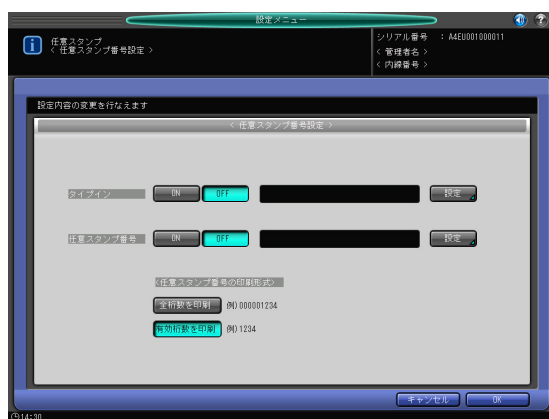 設定メニュー
任意スタンプ
< 任意スタンプ番号設定 >
シリアル番号 : A4EU001000011
< 管理者名 >
< 内線番号 >
設定内容の変更を行なえます
< 任意スタンプ番号設定 >
タイプイン ON OFF 設定
任意スタンプ番号 ON OFF 設定
<任意スタンプ番号の印刷形式>
全桁数を印刷 例)000001234
有効桁数を印刷 例)1234
キャンセル OK
14:30